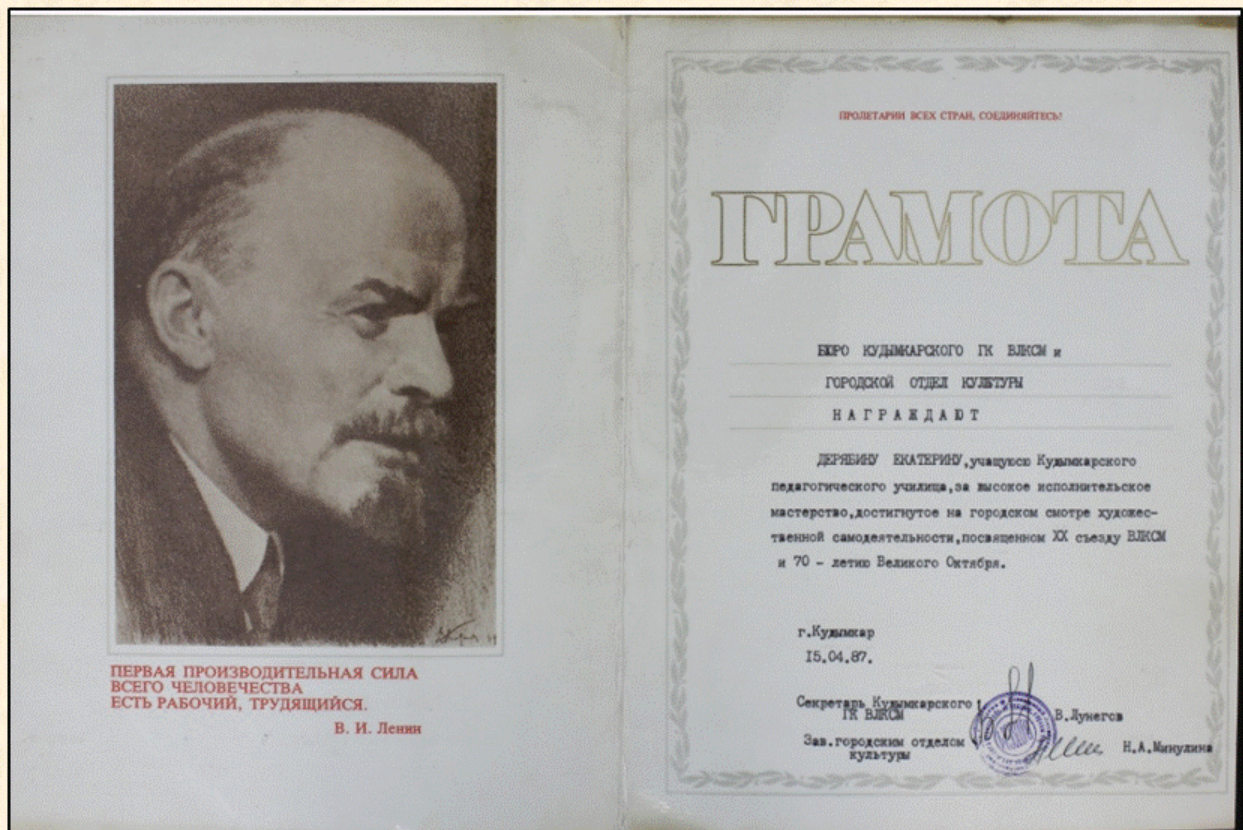 ПЕРВАЯ ПРОИЗВОДИТЕЛЬНАЯ СИЛА
ВСЕГО ЧЕЛОВЕЧЕСТВА
ЕСТЬ РАБОЧИЙ, ТРУДЯЩИЙСЯ.
В. И. Ленин
ПРОЛЕТАРИИ ВСЕХ СТРАН, СОЕДИНЯЙТЕСЬ!
ГРАМОТА
БЮРО КУДЫМКАРСКОГО ГК ВЛКСМ и
ГОРОДСКОЙ ОТДЕЛ КУЛЬТУРЫ
НАГРАЖДАЮТ
ДЕРЯБИНУ ЕКАТЕРИНУ,учащуюся Кудымкарского
педагогического училища,за высокое исполнительское
мастерство,достигнутое на городском смотре художес-
твенной самодеятельности,посвященном XX съезду ВЛКСМ
и 70 - летию Великого Октября.
г.Кудымкар
15.04.87.
Секретарь Кудымкарского
ГК ВЛКСМ В.Лунегов
Зав.городским отделом
культуры Н.А.Минулина